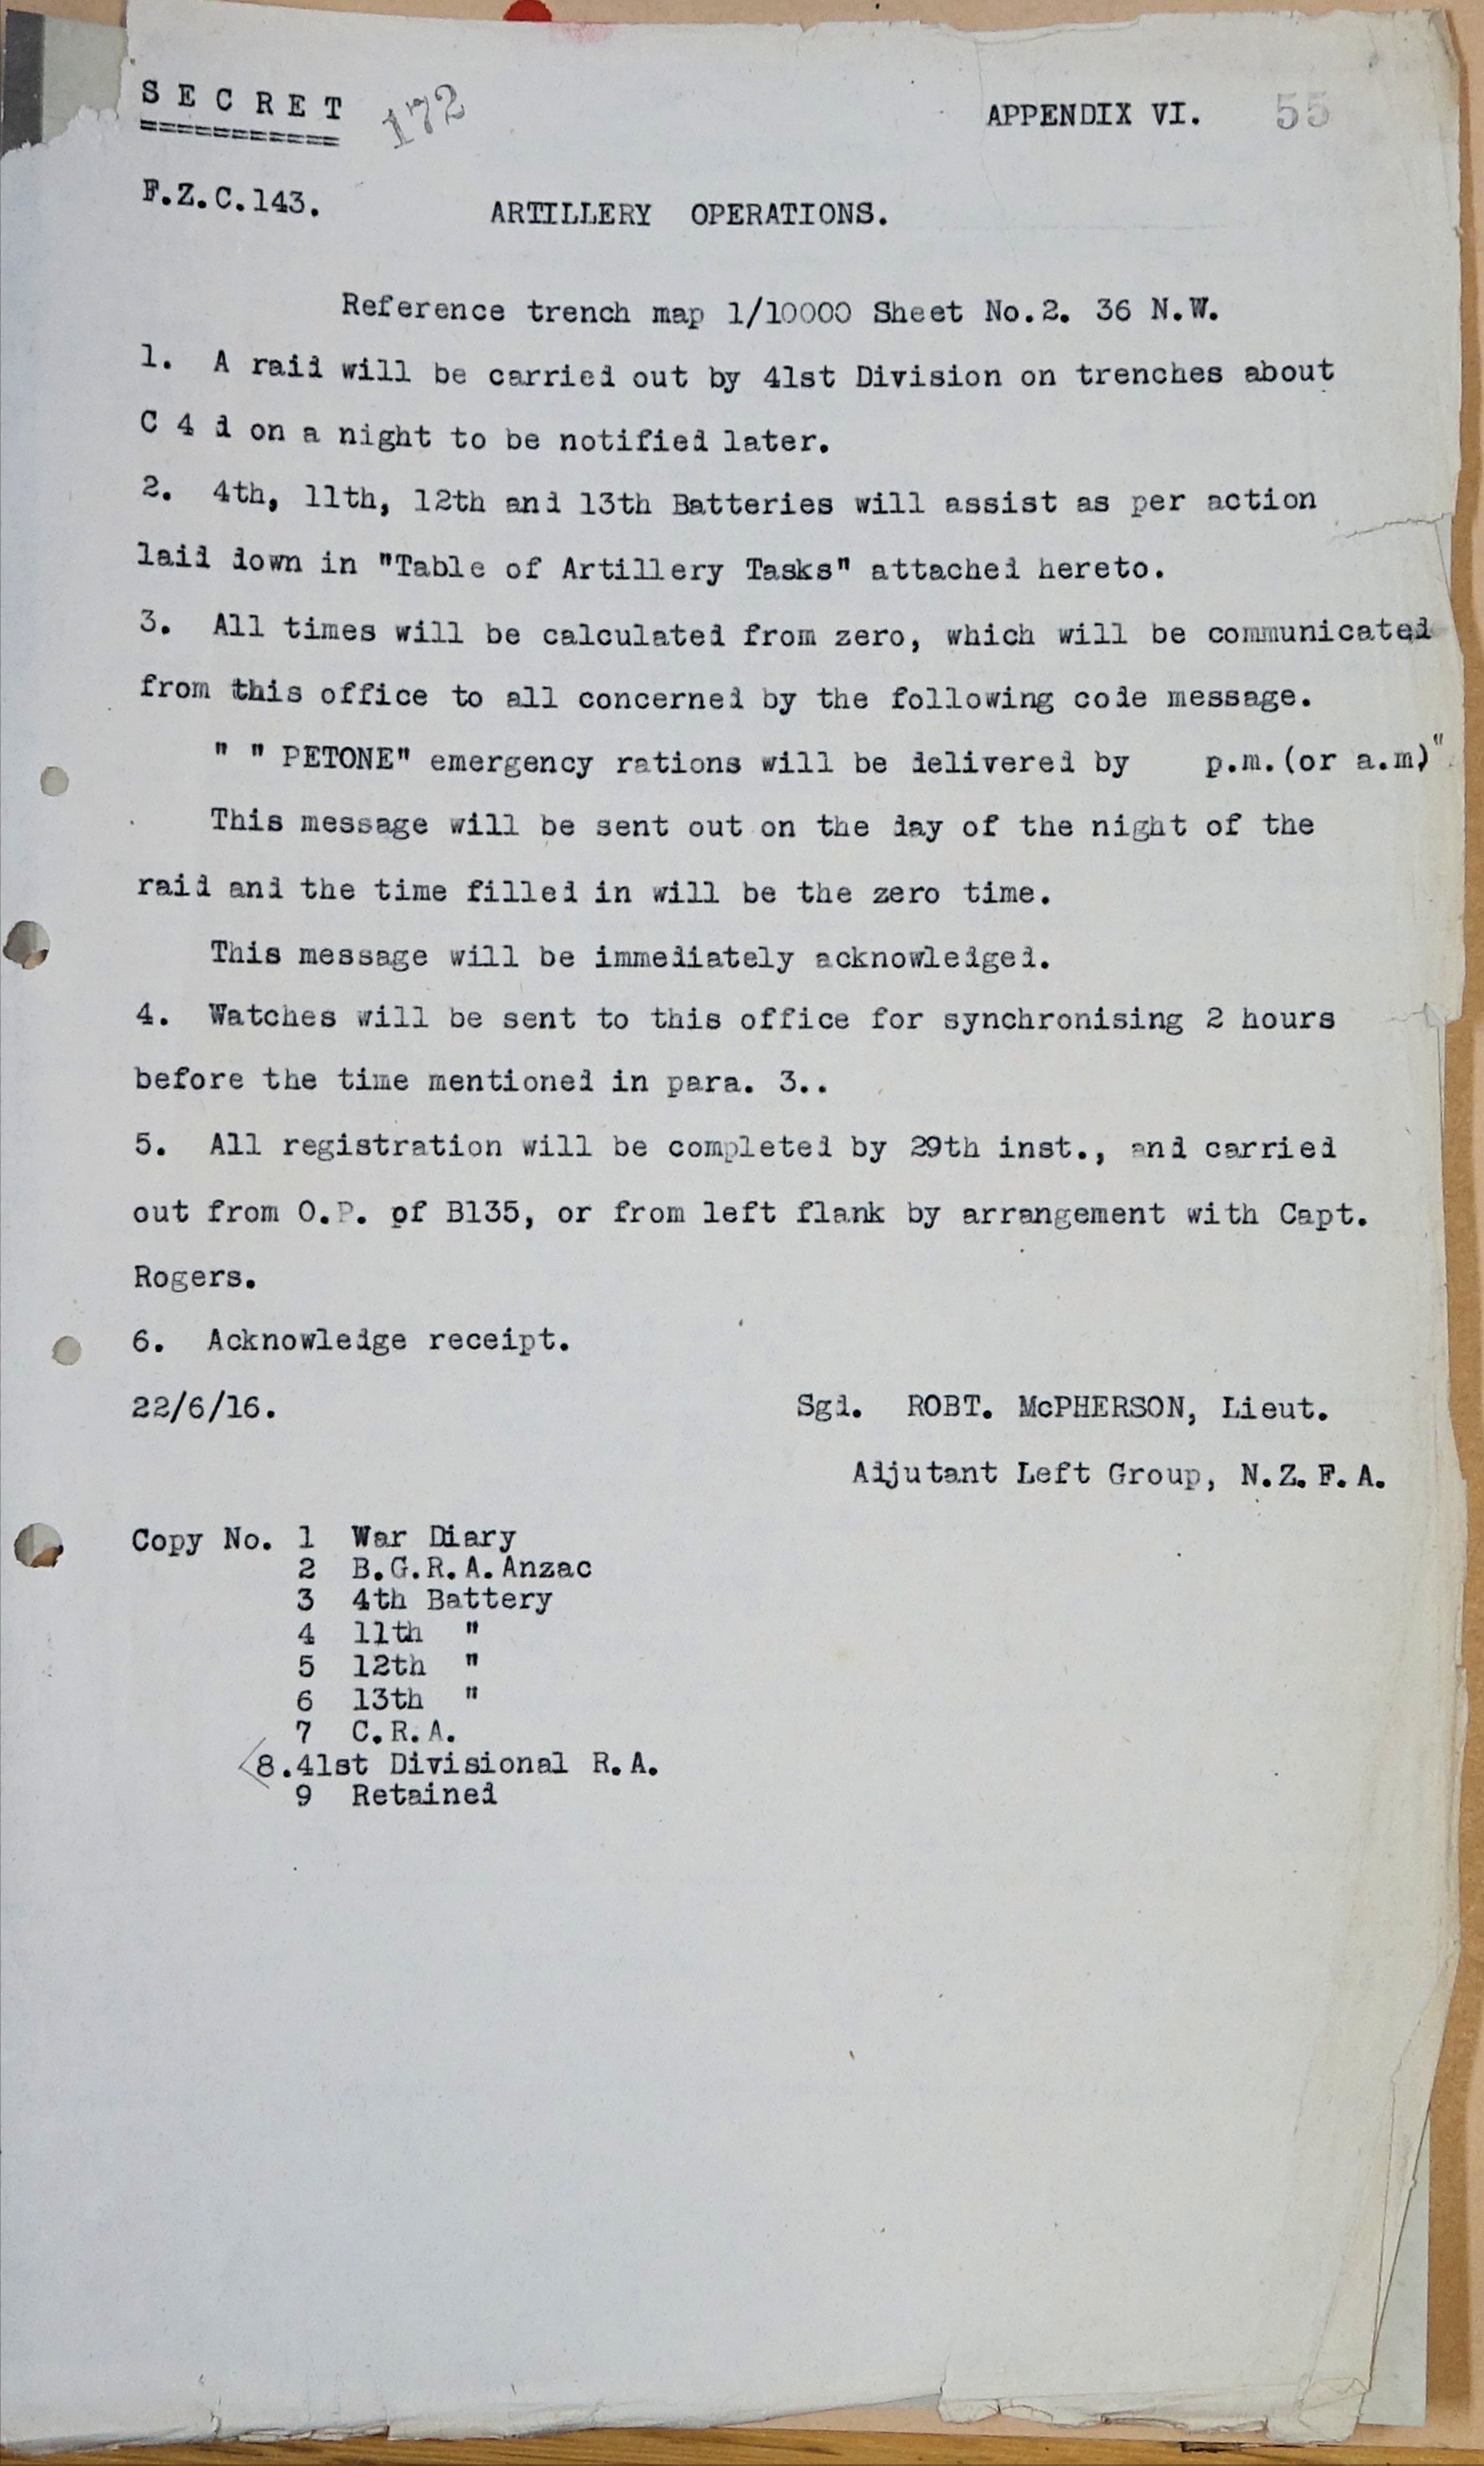 S E C R E T 172 APPENDIX VI. 55
===========
F.Z.C.143. ARTILLERY OPERATIONS.
Reference trench map 1/10000 Sheet No.2. 36 N.W.
1. A raid will be carried out by 41st Division on trenches about
C 4 d on a night to be notified later.
2. 4th, 11th, 12th and 13th Batteries will assist as per action
laid down in "Table of Artillery Tasks" attached hereto.
3. All times will be calculated from zero, which will be communicated
from this office to all concerned by the following code message.
" " PETONE" emergency rations will be delivered by p.m.(or a.m)"
This message will be sent out on the day of the night of the
raid and the time filled in will be the zero time.
This message will be immediately acknowledged.
4. Watches will be sent to this office for synchronising 2 hours
before the time mentioned in para. 3..
5. All registration will be completed by 29th inst., and carried
out from O.P. of B135, or from left flank by arrangement with Capt.
Rogers.
6. Acknowledge receipt.
22/6/16. Sgd. ROBT. McPHERSON, Lieut.
Adjutant Left Group, N.Z.F.A.
Copy No. 1 War Diary
2 B.G.R.A.Anzac
3 4th Battery
4 11th "
5 12th "
6 13th "
7 C.R.A.
8.41st Divisional R.A.
9 Retained